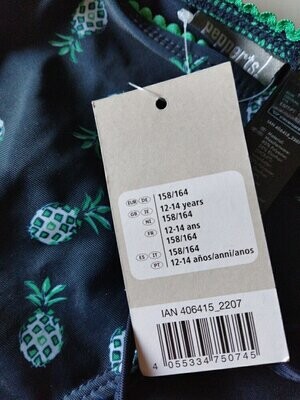 158/164
EUR DE
12-14 years
GB IE
158/164
NL
12-14 ans
FR
158/164
158/164
ES IT
12-14 años/anni/anos
PT
IAN 406415_2207
4 055334 750745